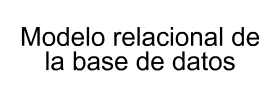 Modelo relacional de
la base de datos